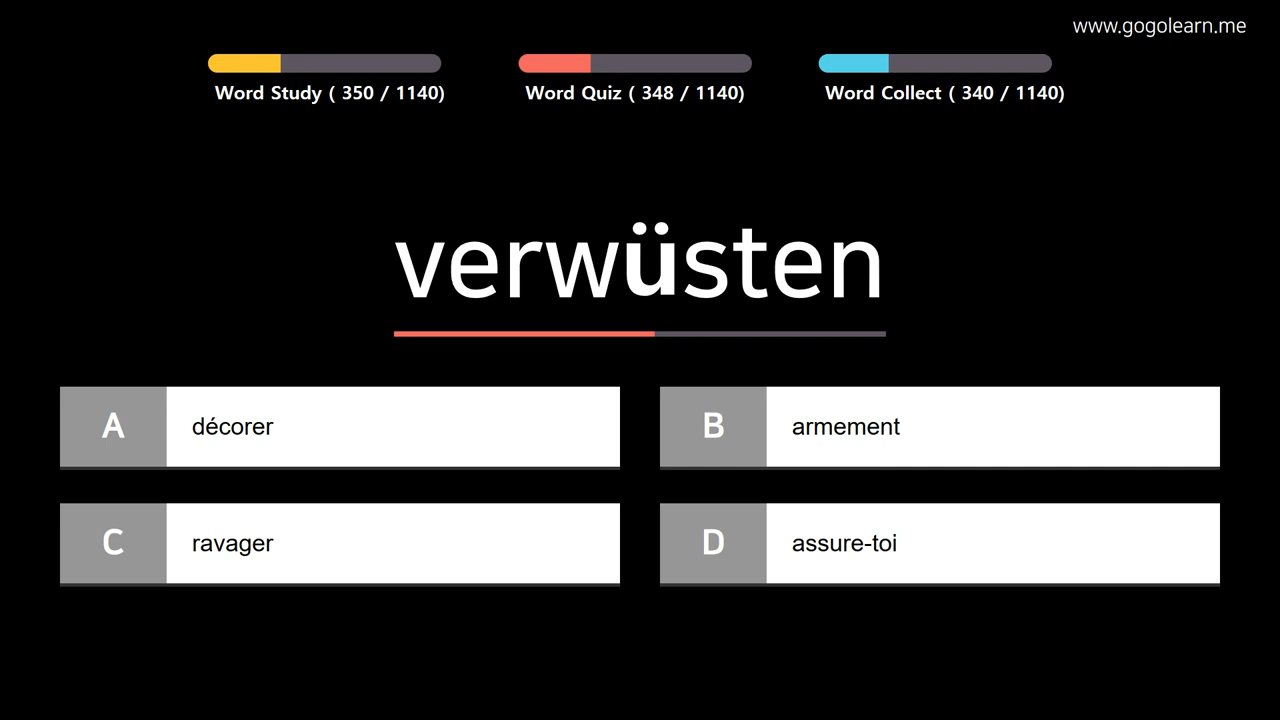 www.gogolearn.me
Word Study ( 350 / 1140)
Word Quiz ( 348 / 1140)
Word Collect ( 340 / 1140)
verwüsten
A décorer
B armement
C ravager
D assure-toi